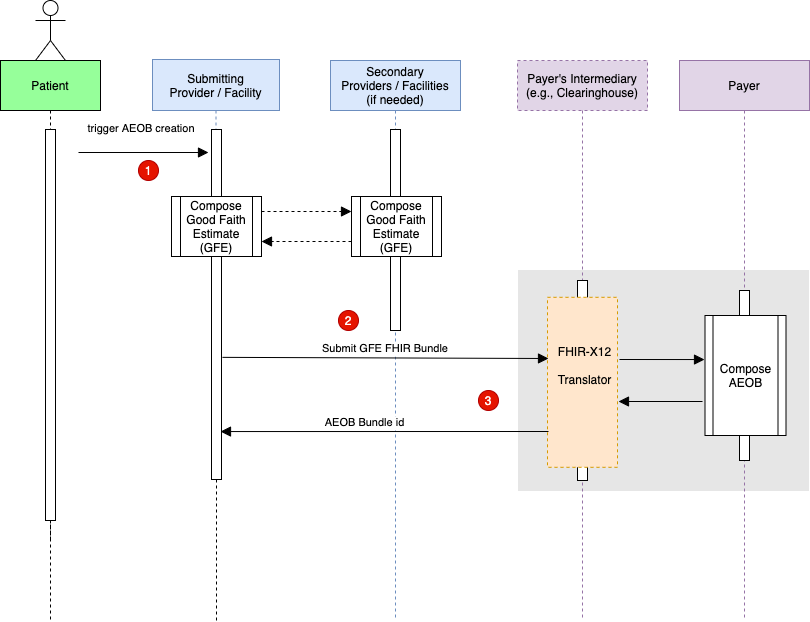 Patient
Submitting
Provider / Facility
Secondary
Providers / Facilities
(if needed)
Payer's Intermediary
(e.g., Clearinghouse)
Payer
trigger AEOB creation
1
Compose
Good Faith
Estimate
(GFE)
Compose
Good Faith
Estimate
(GFE)
2
Submit GFE FHIR Bundle
FHIR-X12
Translator
Compose
AEOB
3
AEOB Bundle id